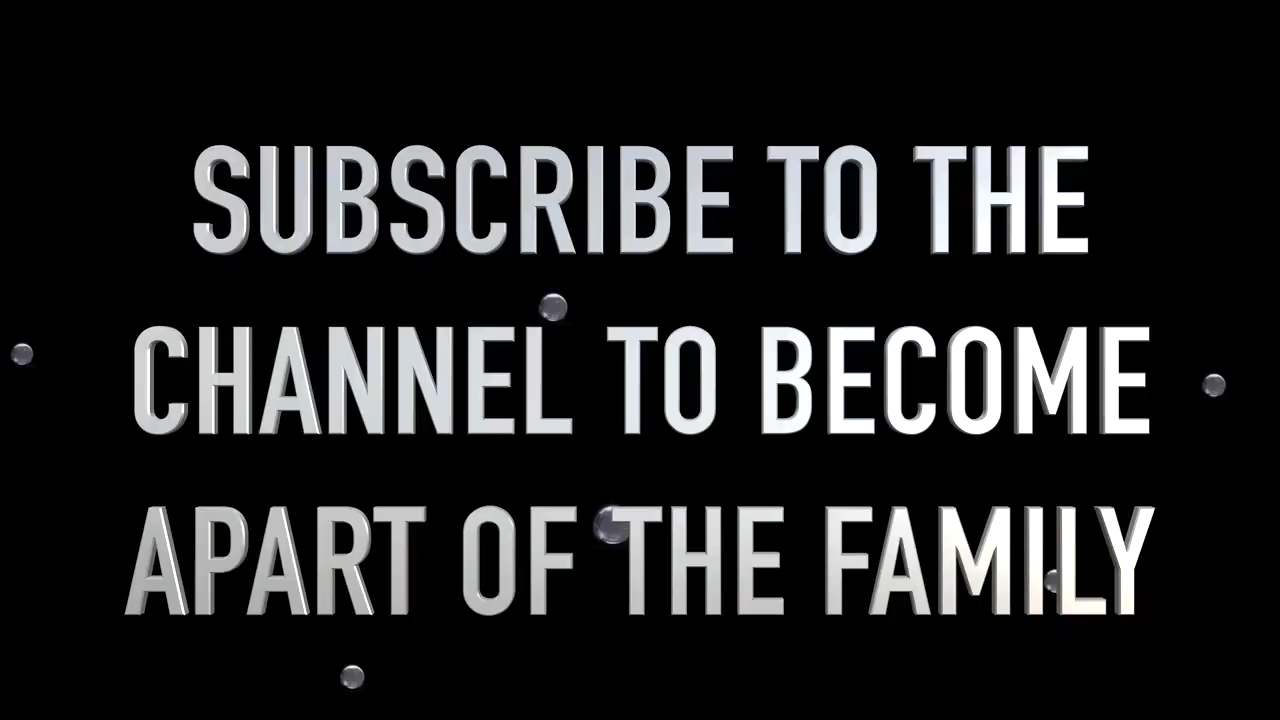 SUBSCRIBE TO THE
CHANNEL TO BECOME
APART OF THE FAMILY